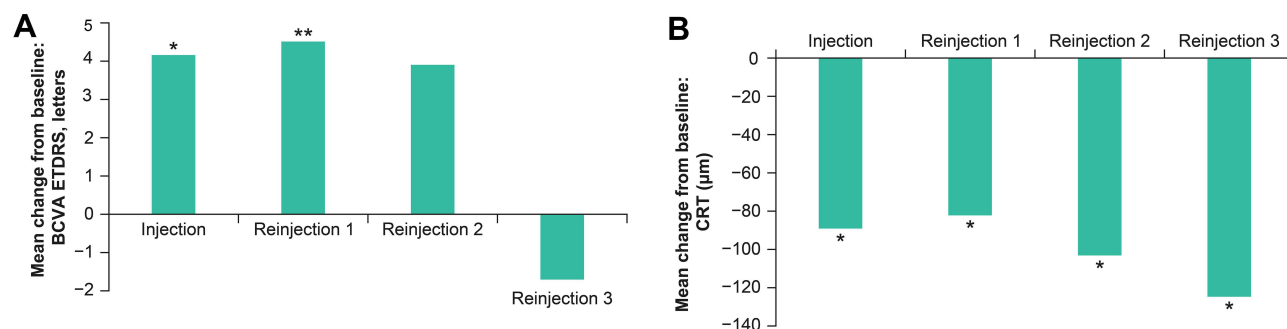 A
Mean change from baseline:
BCVA ETDRS, letters
5
4
3
2
1
0
−1
−2
*
**
Injection
Reinjection 1
Reinjection 2
Reinjection 3
B
Mean change from baseline:
CRT (µm)
Injection
Reinjection 1
Reinjection 2
Reinjection 3
0
−20
−40
−60
−80
−100
−120
−140
*
*
*
*